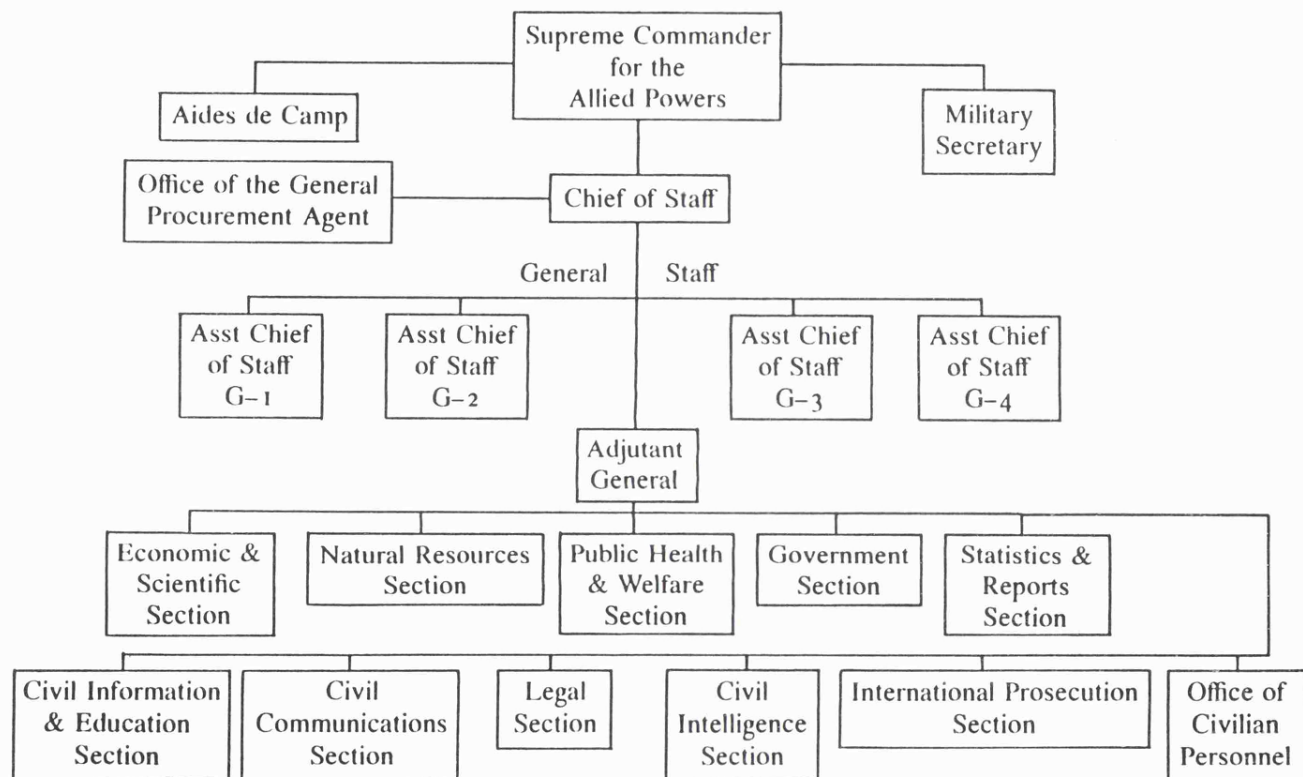 Supreme Commander
for the
Allied Powers
Aides de Camp
Military
Secretary
Office of the General
Procurement Agent
Chief of Staff
General Staff
Asst Chief
of Staff
G-1
Asst Chief
of Staff
G-2
Asst Chief
of Staff
G-3
Asst Chief
of Staff
G-4
Adjutant
General
Economic &
Scientific
Section
Natural Resources
Section
Public Health
& Welfare
Section
Government
Section
Statistics &
Reports
Section
Civil Information
& Education
Section
Civil
Communications
Section
Legal
Section
Civil
Intelligence
Section
International Prosecution
Section
Office of
Civilian
Personnel